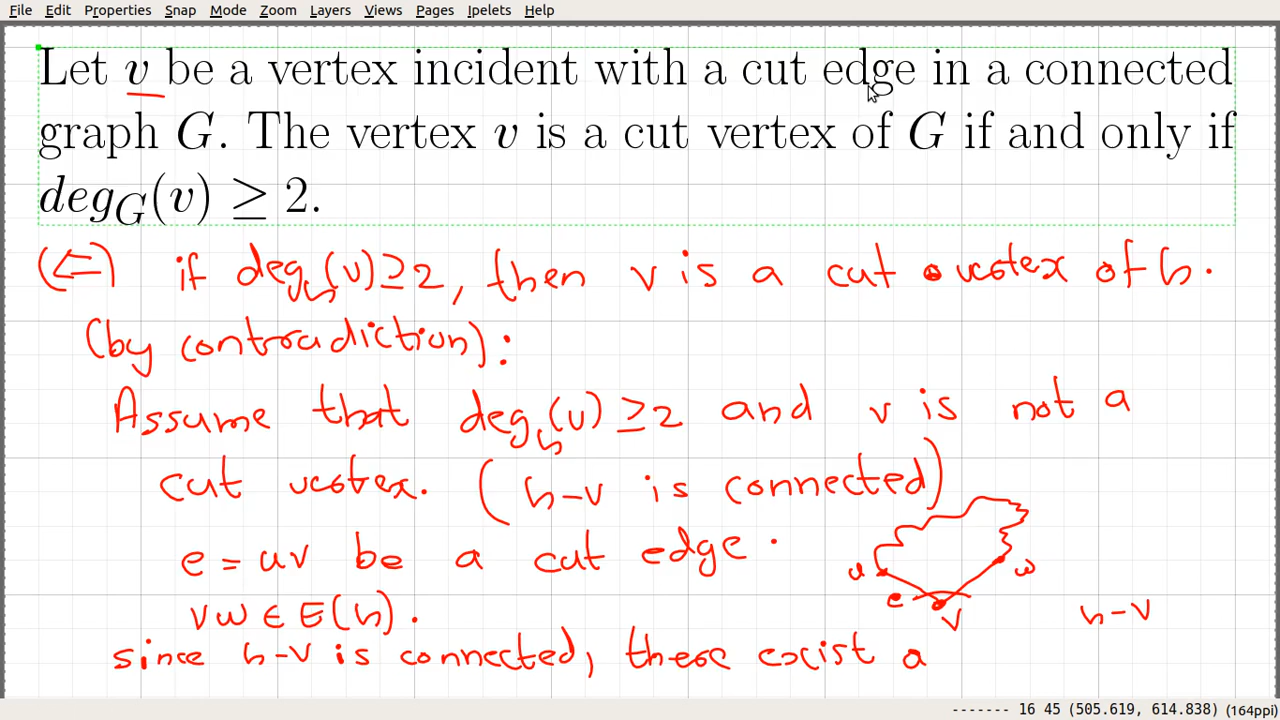 File Edit Properties Snap Mode Zoom Layers Views Pages Ipelets Help
Let v be a vertex incident with a cut edge in a connected
graph G. The vertex v is a cut vertex of G if and only if
deg_G(v) ≥ 2.
(⇐) if deg_G(v) ≥ 2, then v is a cut vertex of G.
(by contradiction):
Assume that deg_G(v) ≥ 2 and v is not a
cut vertex. (G-v is connected)
e = uv be a cut edge.
vw ∈ E(G).
u e v w G-v
since G-v is connected, there exist a
------- 16 45 (505.619, 614.838) (164ppi)